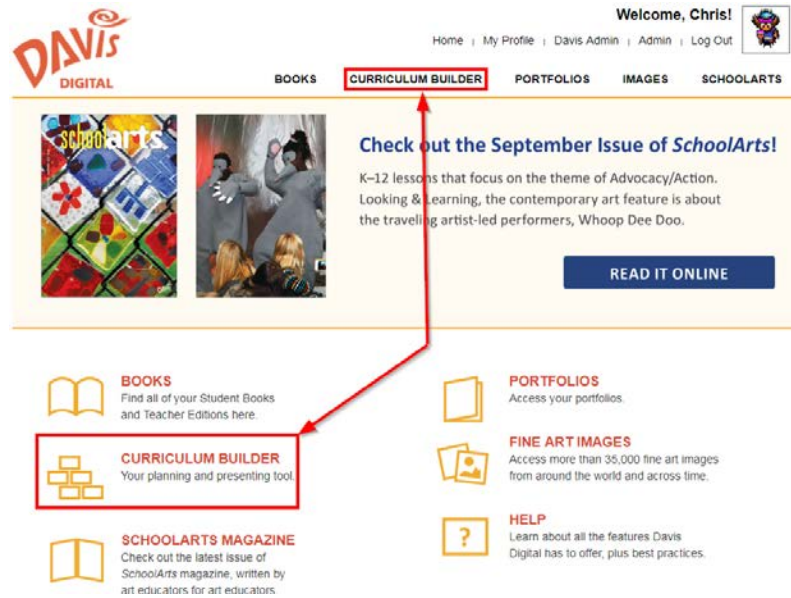 Welcome, Chris!
Home | My Profile | Davis Admin | Admin | Log Out
DAVIS
DIGITAL
BOOKS CURRICULUM BUILDER PORTFOLIOS IMAGES SCHOOLARTS
schoolarts
Check out the September Issue of SchoolArts!
K–12 lessons that focus on the theme of Advocacy/Action.
Looking & Learning, the contemporary art feature is about
the traveling artist-led performers, Whoop Dee Doo.
READ IT ONLINE
BOOKS
Find all of your Student Books
and Teacher Editions here.
CURRICULUM BUILDER
Your planning and presenting tool.
SCHOOLARTS MAGAZINE
Check out the latest issue of
SchoolArts magazine, written by
art educators for art educators
PORTFOLIOS
Access your portfolios.
FINE ART IMAGES
Access more than 35,000 fine art images
from around the world and across time.
?
HELP
Learn about all the features Davis
Digital has to offer, plus best practices.